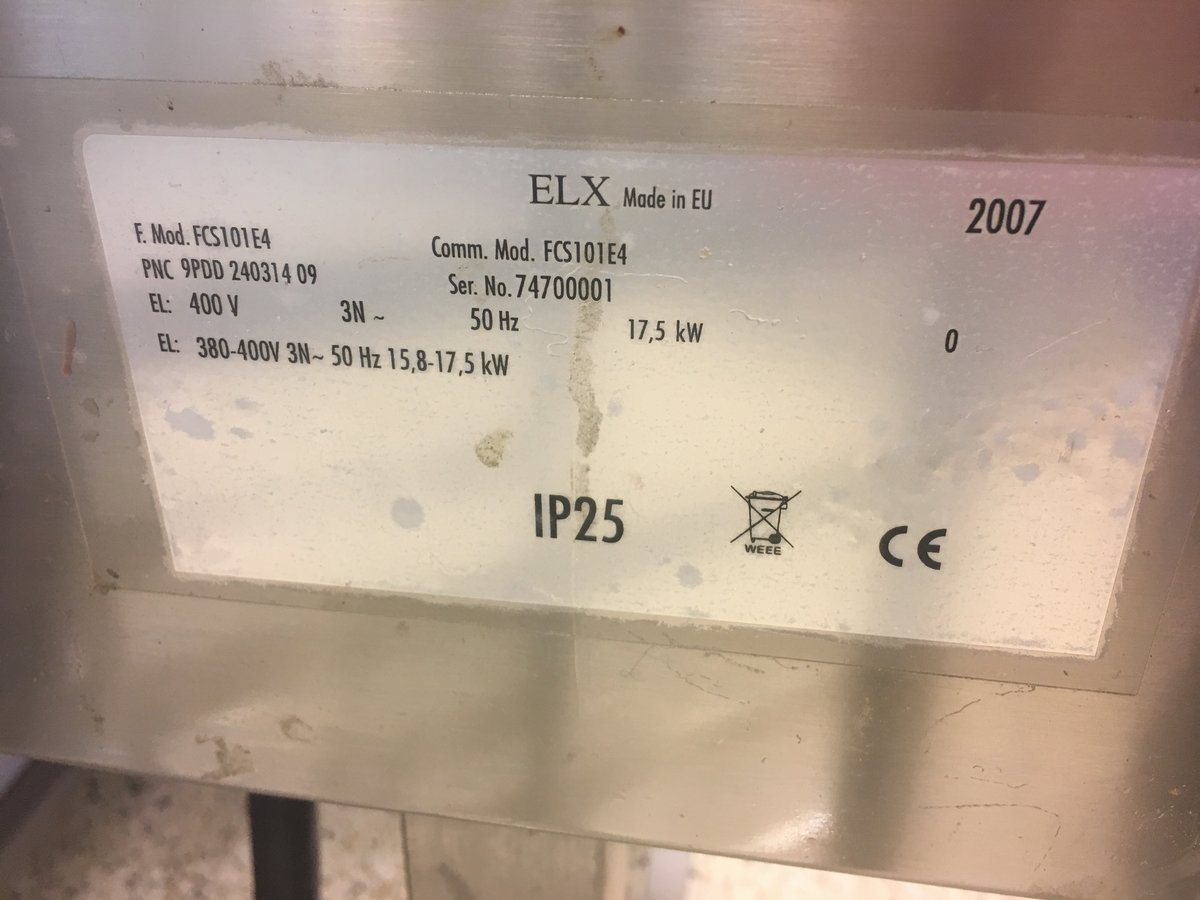 ELX Made in EU
2007
F. Mod. FCS101E4
Comm. Mod. FCS101E4
PNC 9PDD 240314 09
Ser. No. 74700001
EL: 400 V 3N ~ 50 Hz 17,5 kW 0
EL: 380-400V 3N~ 50 Hz 15,8-17,5 kW
IP25
WEEE
CE